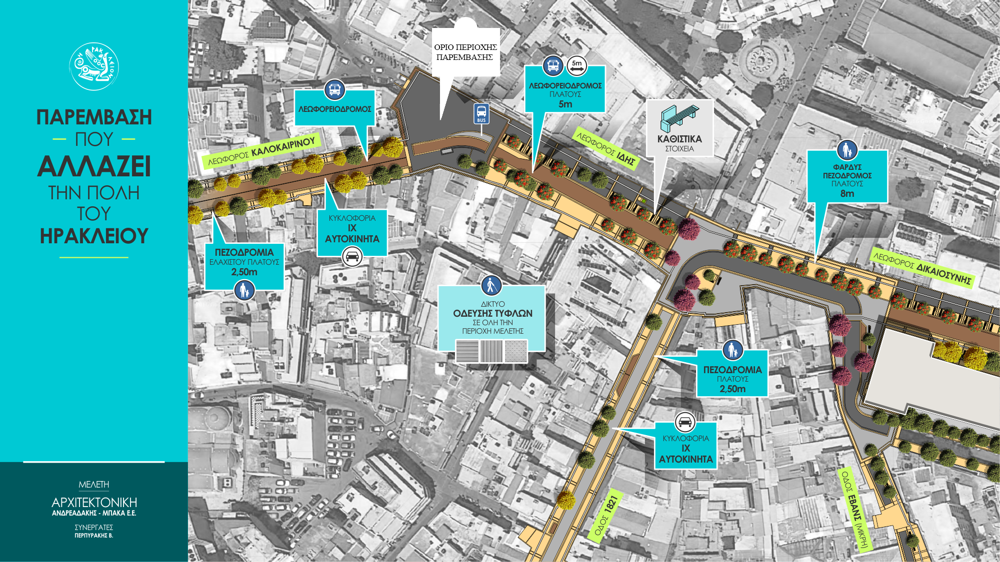 ΗΡΑΚΛΕΙΟΝ
ΠΑΡΕΜΒΑΣΗ
ΠΟΥ
ΑΛΛΑΖΕΙ
ΤΗΝ ΠΟΛΗ
ΤΟΥ
ΗΡΑΚΛΕΙΟΥ
ΜΕΛΕΤΗ
ΑΡΧΙΤΕΚΤΟΝΙΚΗ
ΑΝΔΡΕΑΔΑΚΗΣ - ΜΠΑΚΑ Ε.Ε.
ΣΥΝΕΡΓΑΤΕΣ
ΠΕΡΠΥΡΑΚΗΣ Β.
ΟΡΙΟ ΠΕΡΙΟΧΗΣ
ΠΑΡΕΜΒΑΣΗΣ
5m
ΛΕΩΦΟΡΕΙΟΔΡΟΜΟΣ
ΠΛΑΤΟΥΣ
5m
ΛΕΩΦΟΡΕΙΟΔΡΟΜΟΣ
BUS
ΛΕΩΦΟΡΟΣ ΚΑΛΟΚΑΙΡΙΝΟΥ
ΛΕΩΦΟΡΟΣ ΙΔΗΣ
ΚΑΘΙΣΤΙΚΑ
ΣΤΟΙΧΕΙΑ
ΦΑΡΔΥΣ
ΠΕΖΟΔΡΟΜΟΣ
ΠΛΑΤΟΥΣ
8m
ΚΥΚΛΟΦΟΡΙΑ
ΙΧ
ΑΥΤΟΚΙΝΗΤΑ
ΠΕΖΟΔΡΟΜΙΑ
ΕΛΑΧΙΣΤΟΥ ΠΛΑΤΟΥΣ
2,50m
ΛΕΩΦΟΡΟΣ ΔΙΚΑΙΟΣΥΝΗΣ
ΔΙΚΤΥΟ
ΟΔΕΥΣΗΣ ΤΥΦΛΩΝ
ΣΕ ΟΛΗ ΤΗΝ
ΠΕΡΙΟΧΗ ΜΕΛΕΤΗΣ
ΠΕΖΟΔΡΟΜΙΑ
ΠΛΑΤΟΥΣ
2,50m
ΚΥΚΛΟΦΟΡΙΑ
ΙΧ
ΑΥΤΟΚΙΝΗΤΑ
ΟΔΟΣ 1821
ΟΔΟΣ ΕΒΑΝΣ (ΜΙΚΡΗ)